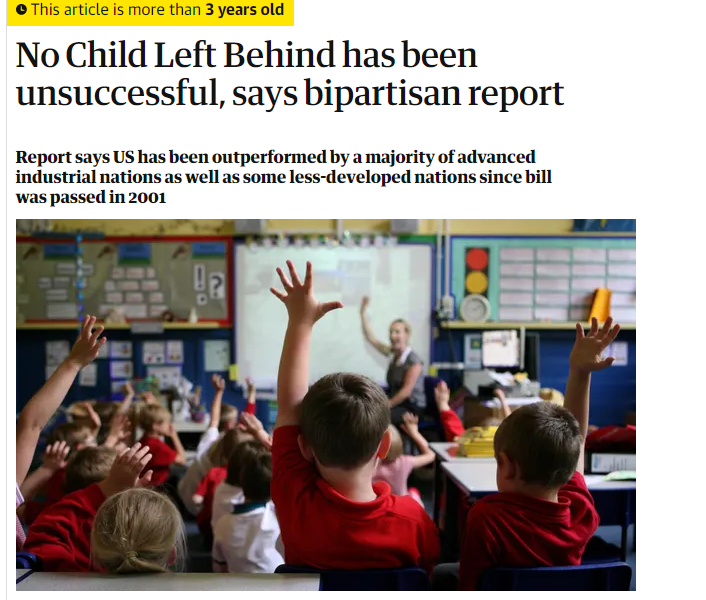 This article is more than 3 years old
No Child Left Behind has been
unsuccessful, says bipartisan report
Report says US has been outperformed by a majority of advanced
industrial nations as well as some less-developed nations since bill
was passed in 2001
! ?